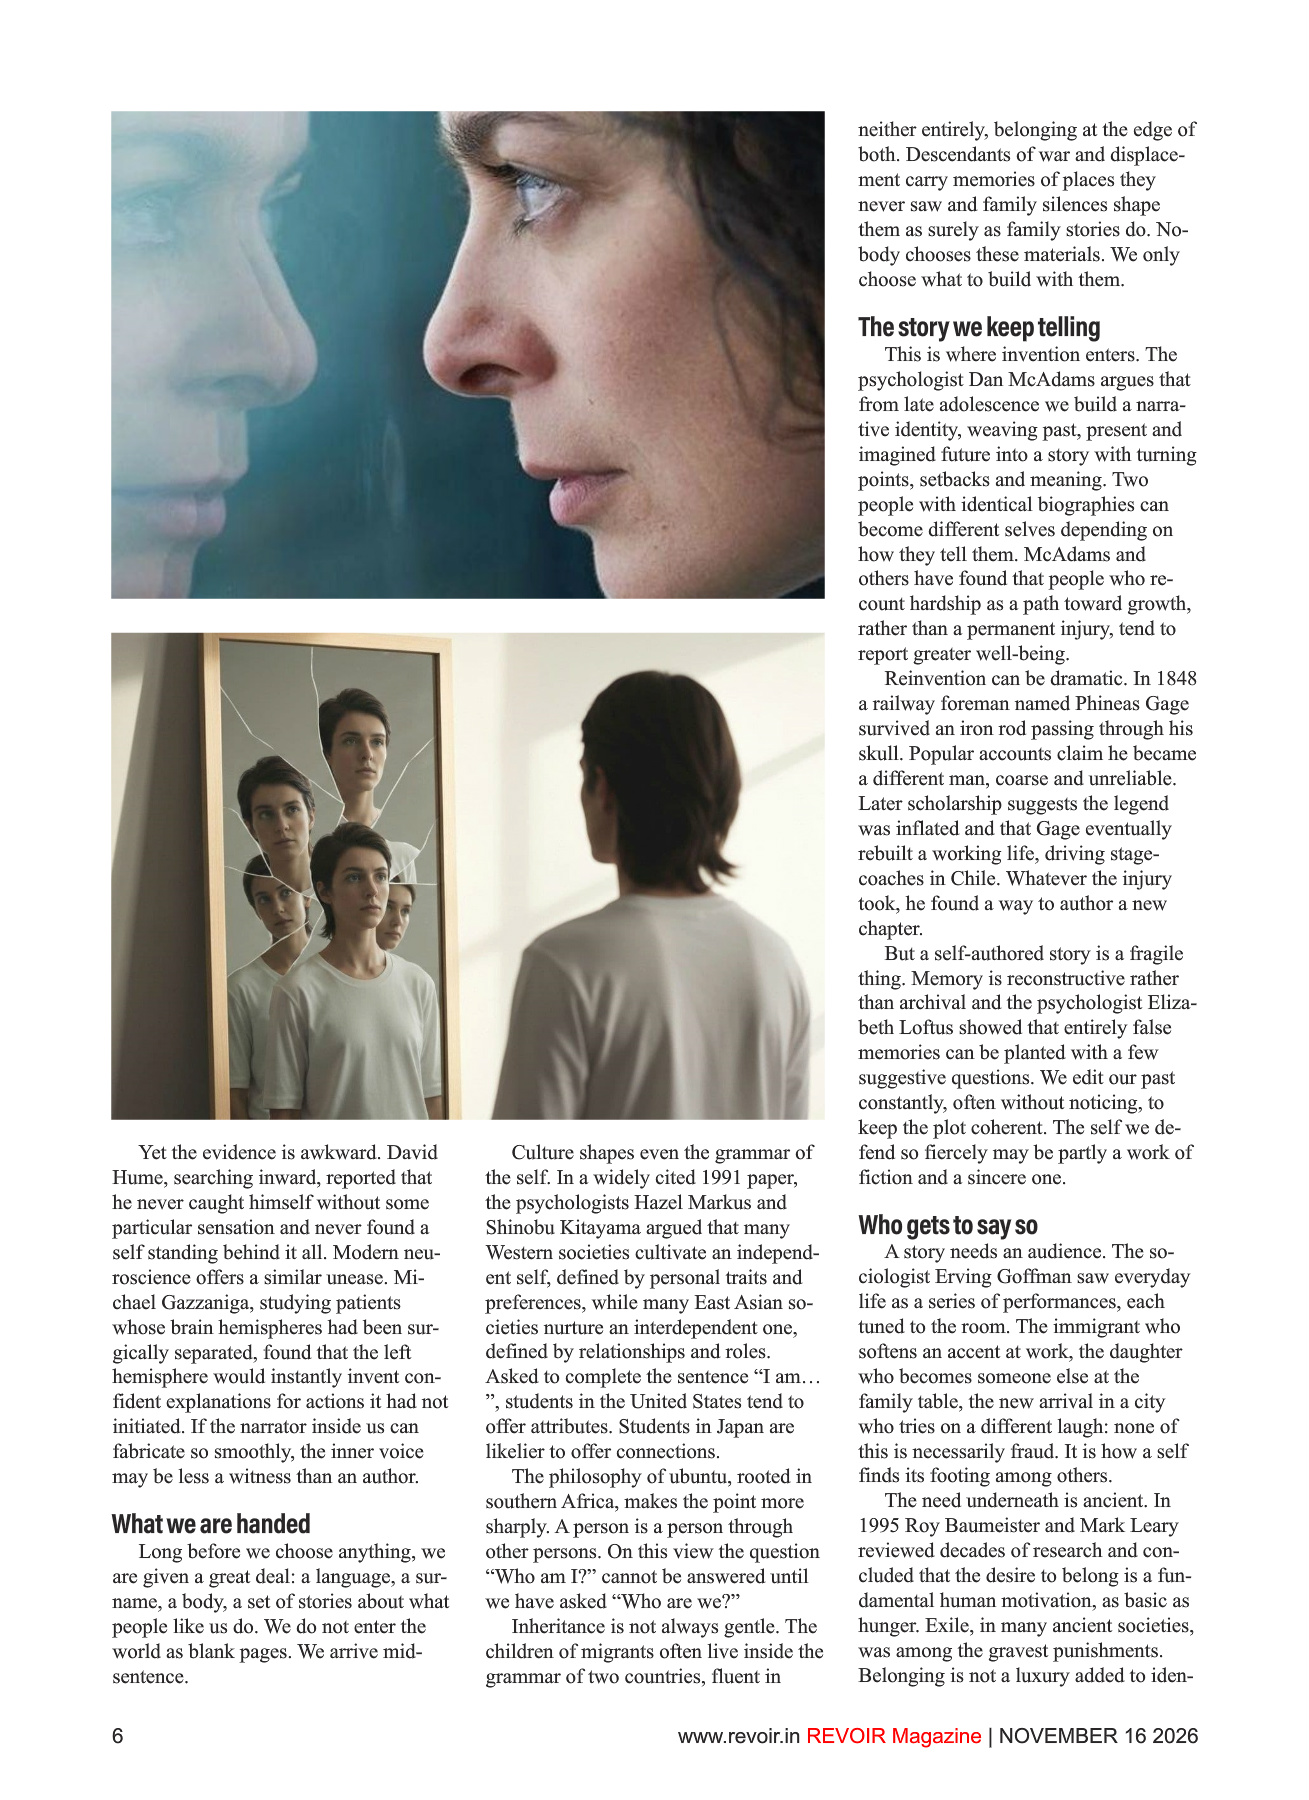 Yet the evidence is awkward. David
Hume, searching inward, reported that
he never caught himself without some
particular sensation and never found a
self standing behind it all. Modern neu-
roscience offers a similar unease. Mi-
chael Gazzaniga, studying patients
whose brain hemispheres had been sur-
gically separated, found that the left
hemisphere would instantly invent con-
fident explanations for actions it had not
initiated. If the narrator inside us can
fabricate so smoothly, the inner voice
may be less a witness than an author.
What we are handed
Long before we choose anything, we
are given a great deal: a language, a sur-
name, a body, a set of stories about what
people like us do. We do not enter the
world as blank pages. We arrive mid-
sentence.
Culture shapes even the grammar of
the self. In a widely cited 1991 paper,
the psychologists Hazel Markus and
Shinobu Kitayama argued that many
Western societies cultivate an independ-
ent self, defined by personal traits and
preferences, while many East Asian so-
cieties nurture an interdependent one,
defined by relationships and roles.
Asked to complete the sentence “I am…
”, students in the United States tend to
offer attributes. Students in Japan are
likelier to offer connections.
The philosophy of ubuntu, rooted in
southern Africa, makes the point more
sharply. A person is a person through
other persons. On this view the question
“Who am I?” cannot be answered until
we have asked “Who are we?”
Inheritance is not always gentle. The
children of migrants often live inside the
grammar of two countries, fluent in
neither entirely, belonging at the edge of
both. Descendants of war and displace-
ment carry memories of places they
never saw and family silences shape
them as surely as family stories do. No-
body chooses these materials. We only
choose what to build with them.
The story we keep telling
This is where invention enters. The
psychologist Dan McAdams argues that
from late adolescence we build a narra-
tive identity, weaving past, present and
imagined future into a story with turning
points, setbacks and meaning. Two
people with identical biographies can
become different selves depending on
how they tell them. McAdams and
others have found that people who re-
count hardship as a path toward growth,
rather than a permanent injury, tend to
report greater well-being.
Reinvention can be dramatic. In 1848
a railway foreman named Phineas Gage
survived an iron rod passing through his
skull. Popular accounts claim he became
a different man, coarse and unreliable.
Later scholarship suggests the legend
was inflated and that Gage eventually
rebuilt a working life, driving stage-
coaches in Chile. Whatever the injury
took, he found a way to author a new
chapter.
But a self-authored story is a fragile
thing. Memory is reconstructive rather
than archival and the psychologist Eliza-
beth Loftus showed that entirely false
memories can be planted with a few
suggestive questions. We edit our past
constantly, often without noticing, to
keep the plot coherent. The self we de-
fend so fiercely may be partly a work of
fiction and a sincere one.
Who gets to say so
A story needs an audience. The so-
ciologist Erving Goffman saw everyday
life as a series of performances, each
tuned to the room. The immigrant who
softens an accent at work, the daughter
who becomes someone else at the
family table, the new arrival in a city
who tries on a different laugh: none of
this is necessarily fraud. It is how a self
finds its footing among others.
The need underneath is ancient. In
1995 Roy Baumeister and Mark Leary
reviewed decades of research and con-
cluded that the desire to belong is a fun-
damental human motivation, as basic as
hunger. Exile, in many ancient societies,
was among the gravest punishments.
Belonging is not a luxury added to iden-
6
www.revoir.in REVOIR Magazine | NOVEMBER 16 2026